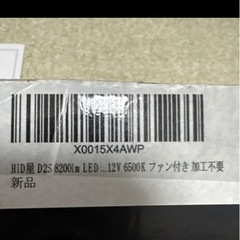 X0015X4AWP
HID屋 D2S 8200lm LED ...12V 6500K ファン付き 加工不要
新品